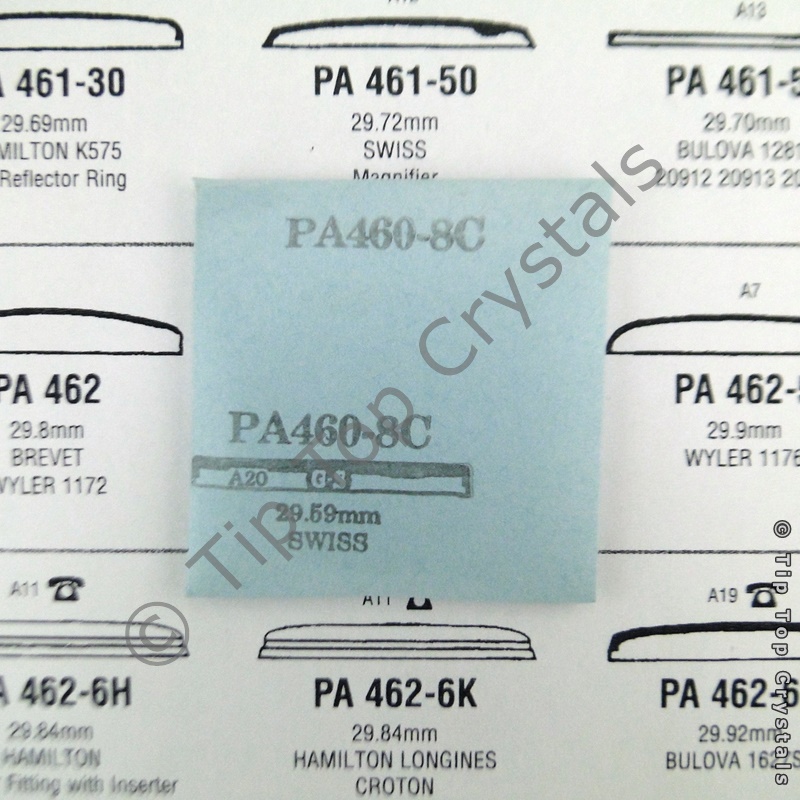 A13
A 461-30
PA 461-50
PA 461-5
29.69mm
29.72mm
29.70mm
MILTON K575
SWISS
BULOVA 1281
Reflector Ring
Magnifier
20912 20913 20
PA460-8C
A7
PA 462
PA 462-
29.8mm
29.9mm
BREVET
WYLER 1176
WYLER 1172
PA460-8C
A20 G-S
29.59mm
SWISS
A11
A11
A19
A 462-6H
PA 462-6K
PA 462-6
29.84mm
29.84mm
29.92mm
HAMILTON
HAMILTON LONGINES
BULOVA 162
Fitting with Inserter
CROTON
© Tip Top Crystals
© Tip Top Crystals